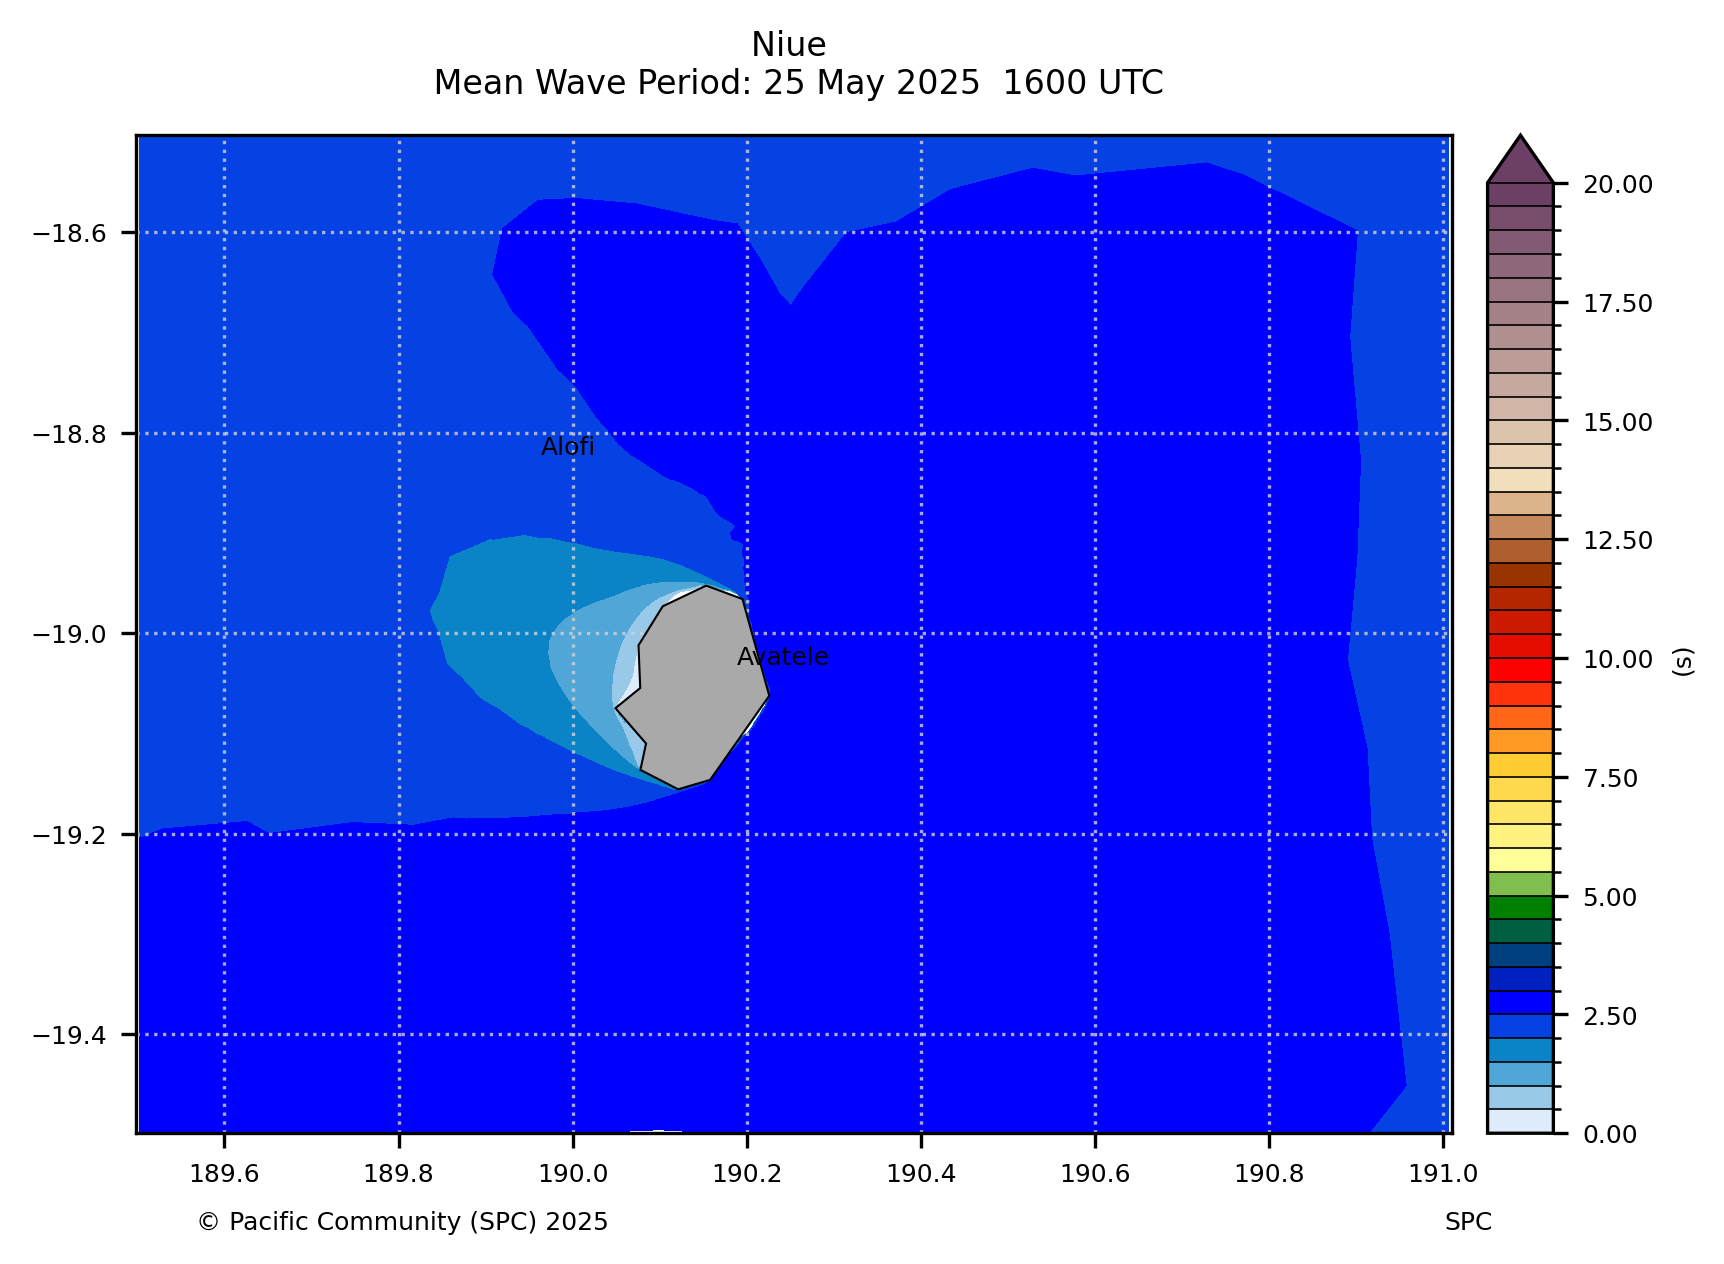 Niue
Mean Wave Period: 25 May 2025  1600 UTC
20.00
−18.6
17.50
15.00
−18.8
Alofi
12.50
−19.0
Avatele
10.00
(s)
7.50
−19.2
5.00
2.50
−19.4
0.00
189.6 189.8 190.0 190.2 190.4 190.6 190.8 191.0
© Pacific Community (SPC) 2025 SPC